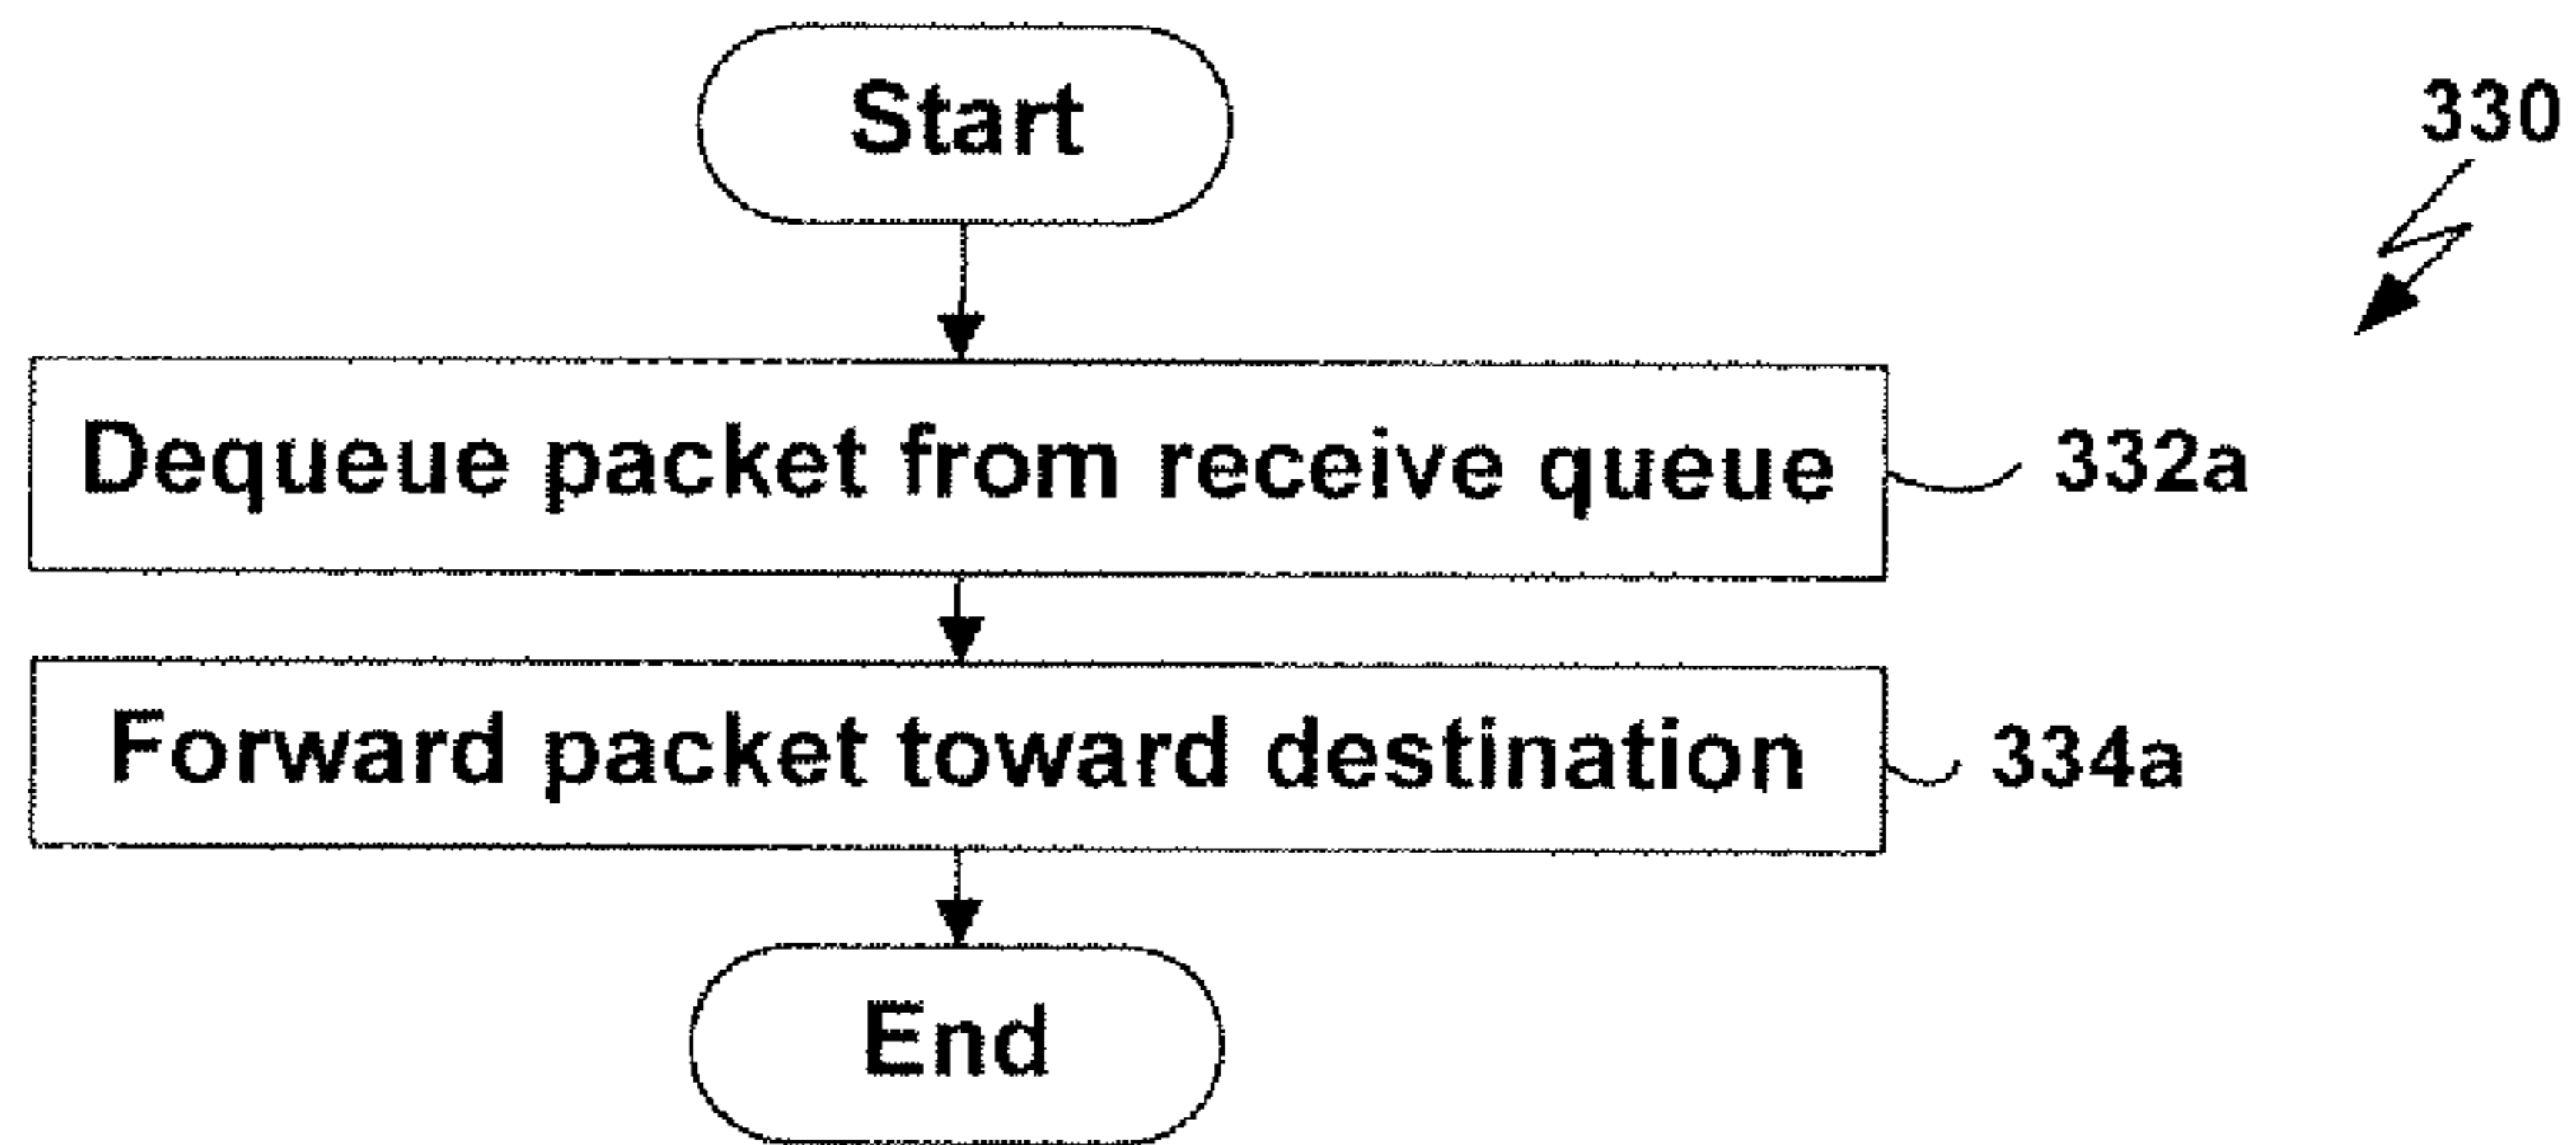 Start
330
Dequeue packet from receive queue
332a
Forward packet toward destination
334a
End